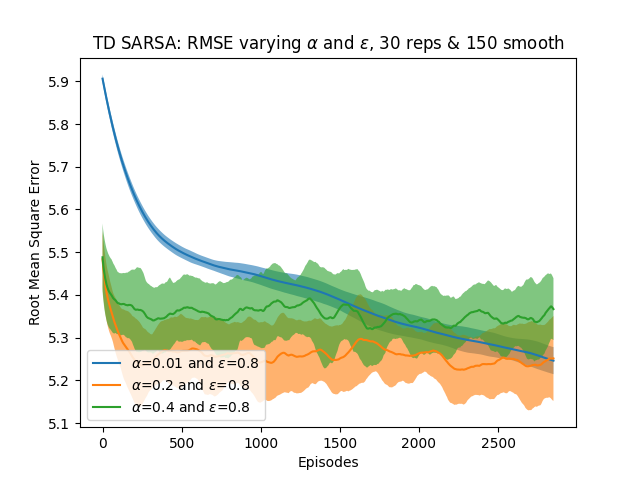 TD SARSA: RMSE varying α and ε, 30 reps & 150 smooth
Root Mean Square Error
5.9
5.8
5.7
5.6
5.5
5.4
5.3
5.2
5.1
α=0.01 and ε=0.8
α=0.2 and ε=0.8
α=0.4 and ε=0.8
0 500 1000 1500 2000 2500
Episodes